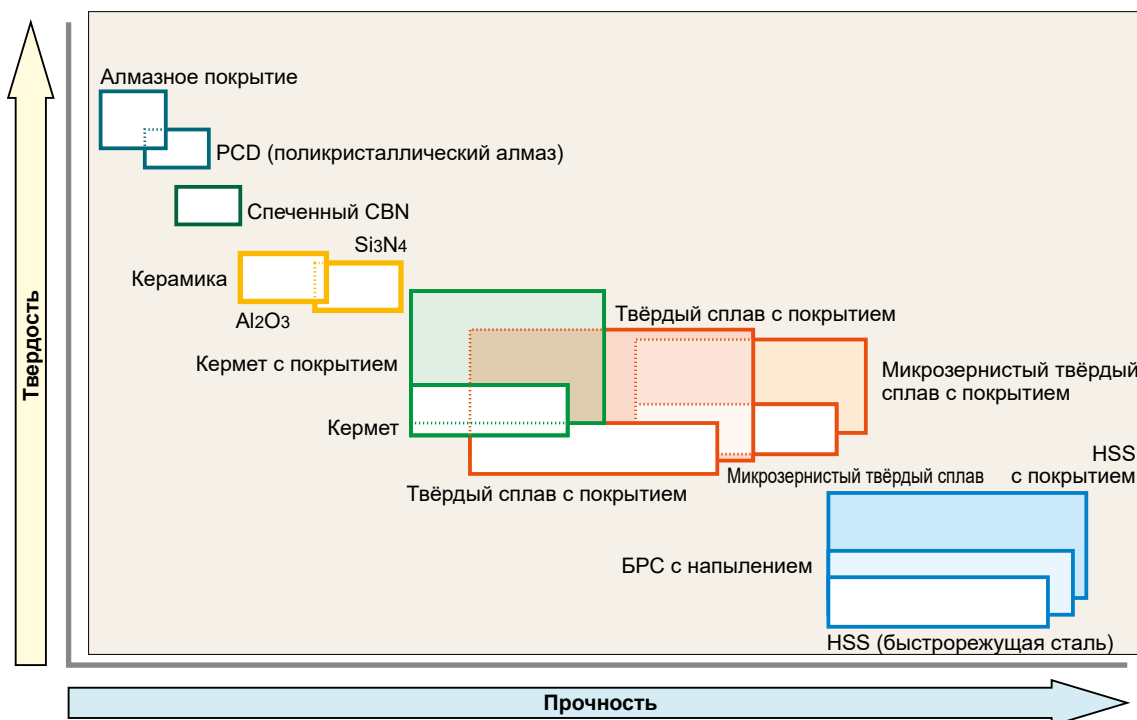 Алмазное покрытие
PCD (поликристаллический алмаз)
Спеченный CBN
Si3N4
Керамика
Al2O3
Твёрдый сплав с покрытием
Кермет с покрытием
Микрозернистый твёрдый
сплав с покрытием
Кермет
HSS
с покрытием
Микрозернистый твёрдый сплав
Твёрдый сплав с покрытием
БРС с напылением
HSS (быстрорежущая сталь)
Твердость
Прочность